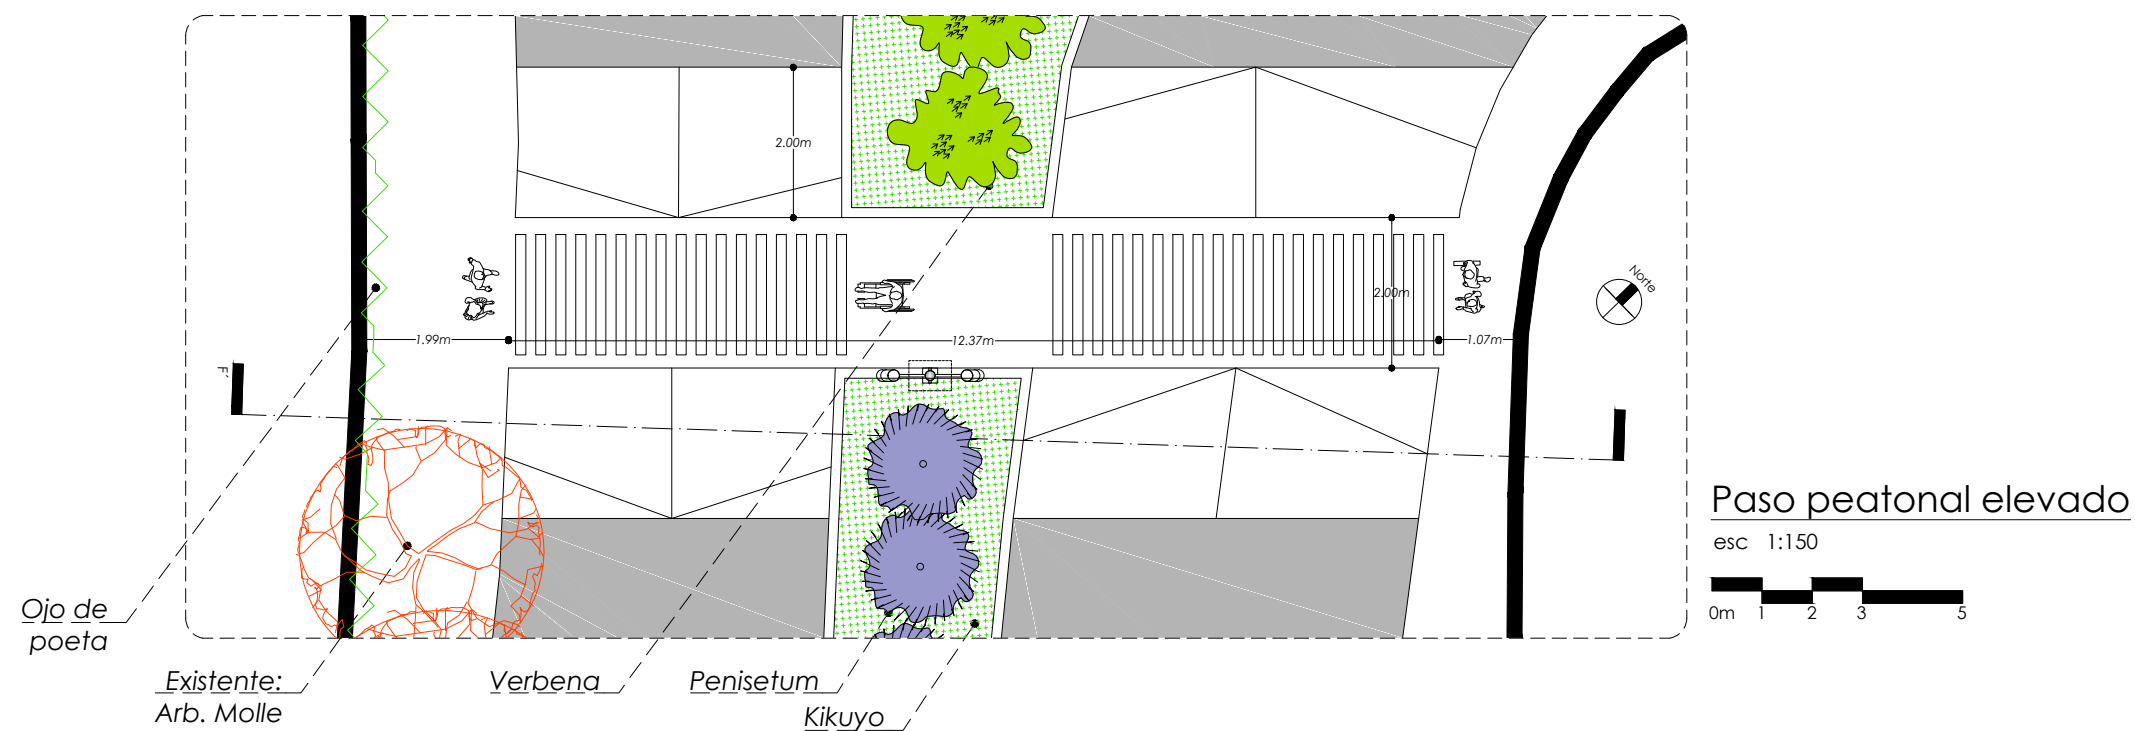 2.00m
Norte
2.00m
1.99m
12.37m
1.07m
F'
Paso peatonal elevado
esc 1:150
0m 1 2 3 5
Ojo de
poeta
Existente:
Arb. Molle
Verbena
Penisetum
Kikuyo